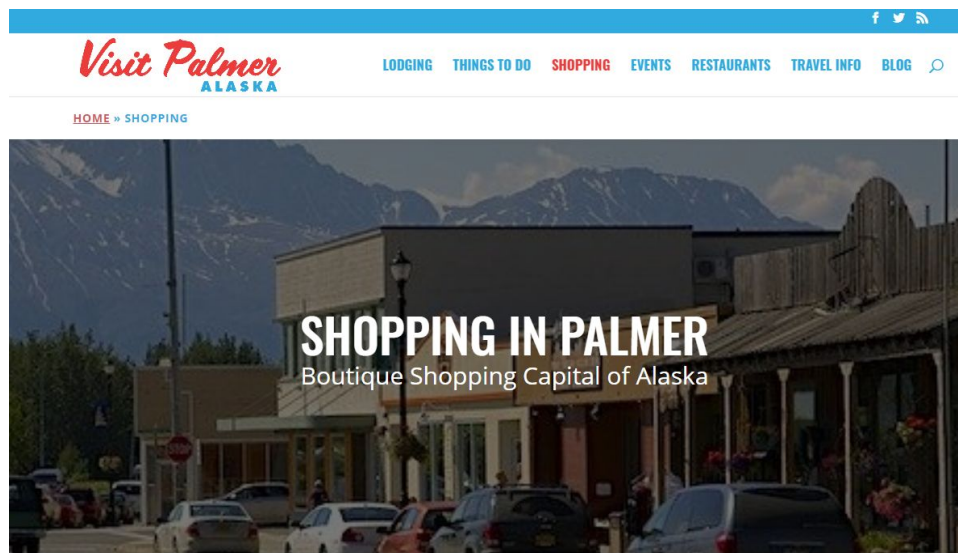 Visit Palmer
ALASKA
LODGING THINGS TO DO SHOPPING EVENTS RESTAURANTS TRAVEL INFO BLOG
HOME » SHOPPING
SHOPPING IN PALMER
Boutique Shopping Capital of Alaska
STOP